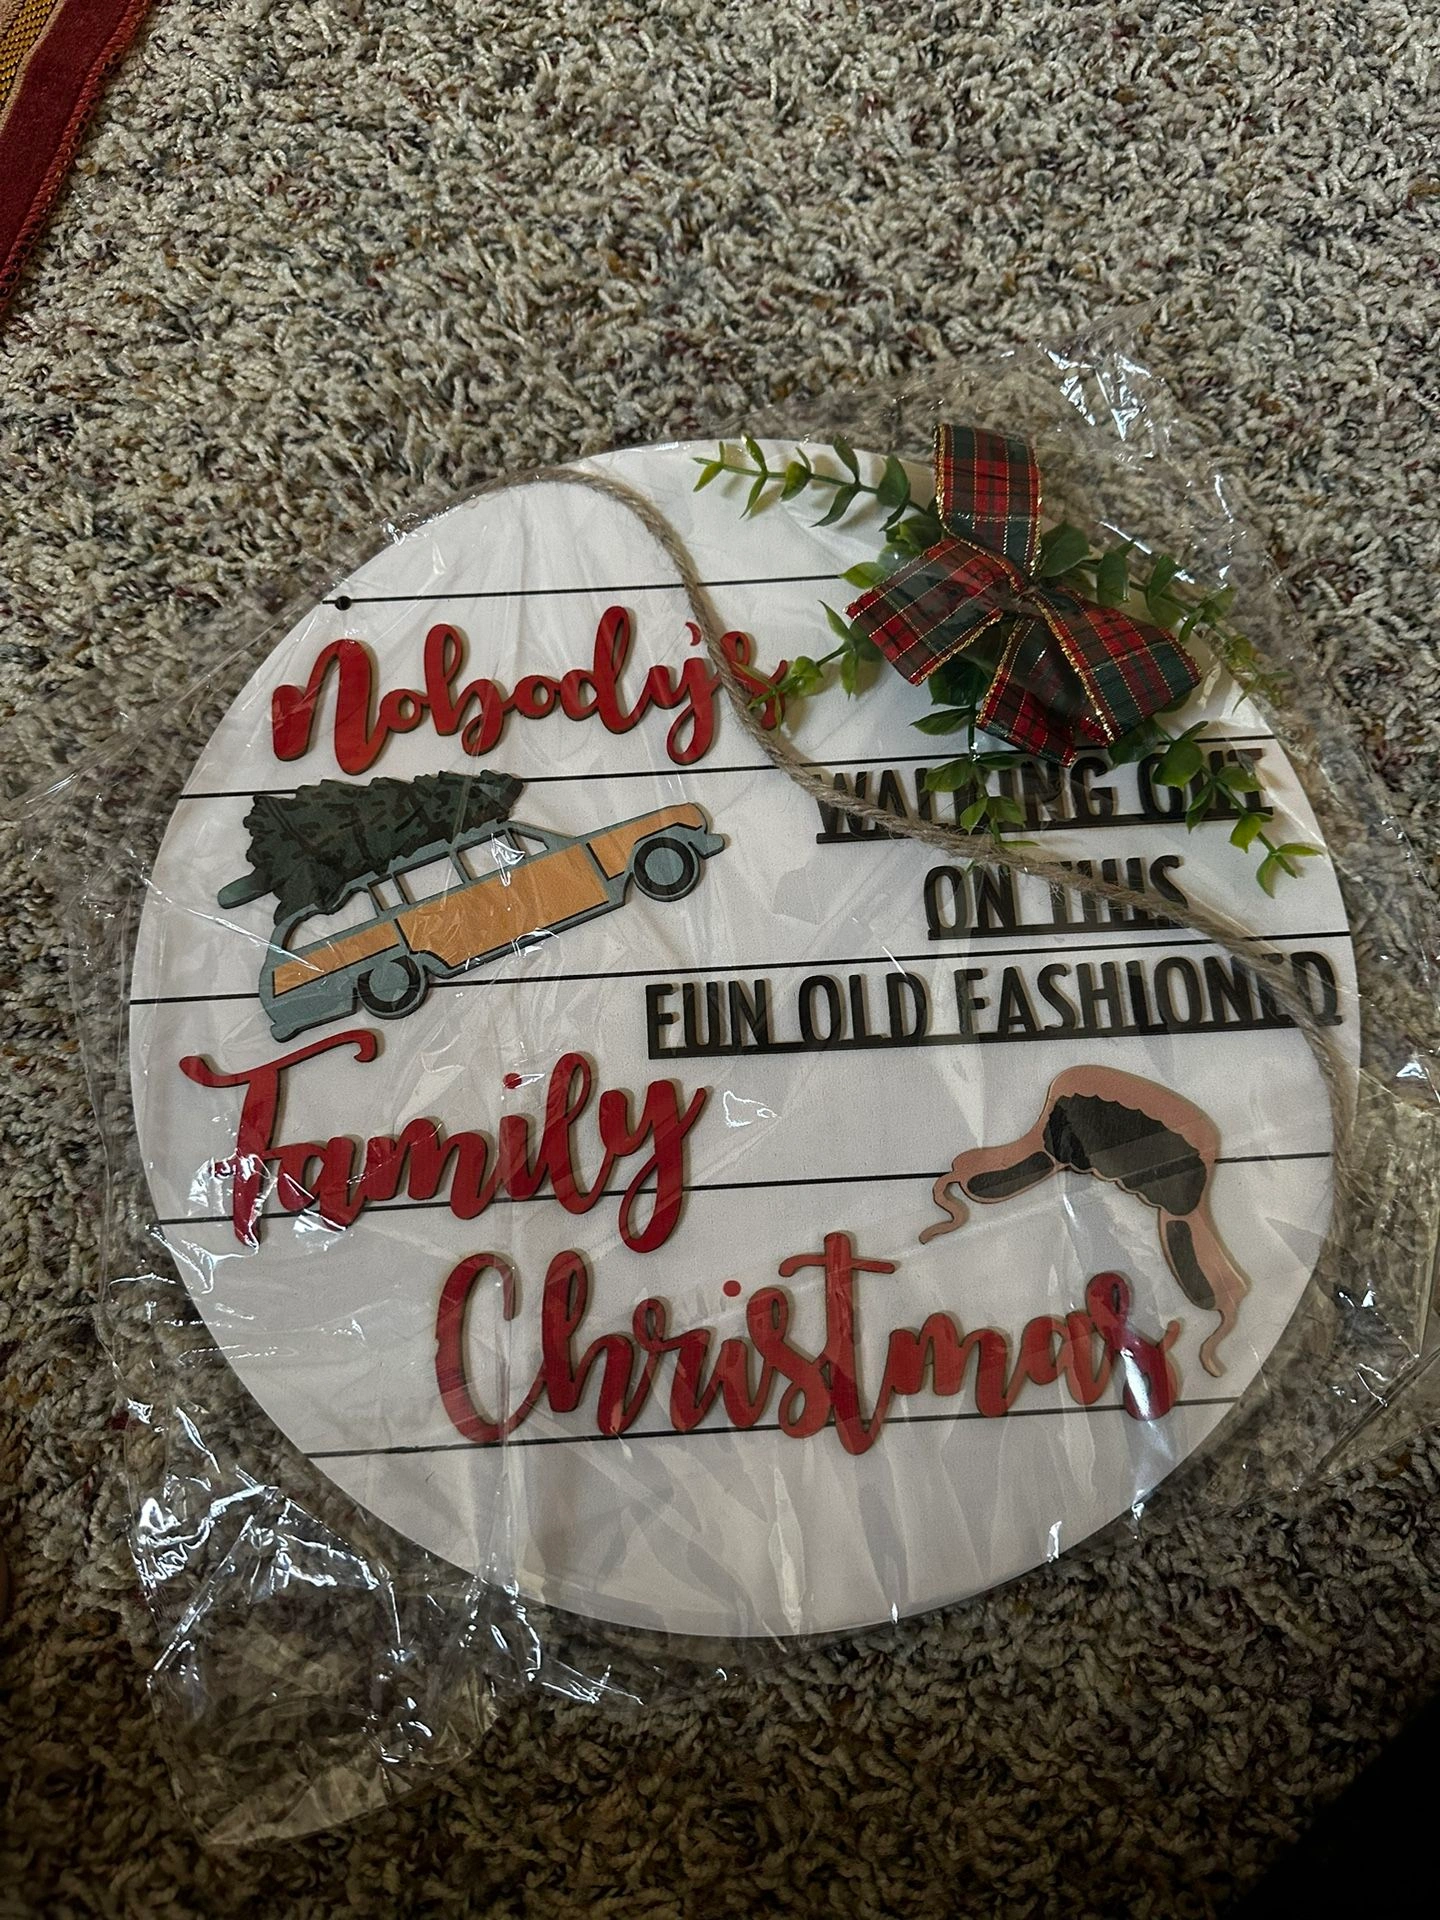 Nobody's
WALKING OUT
ON THIS
FUN OLD FASHIONED
Family
Christmas